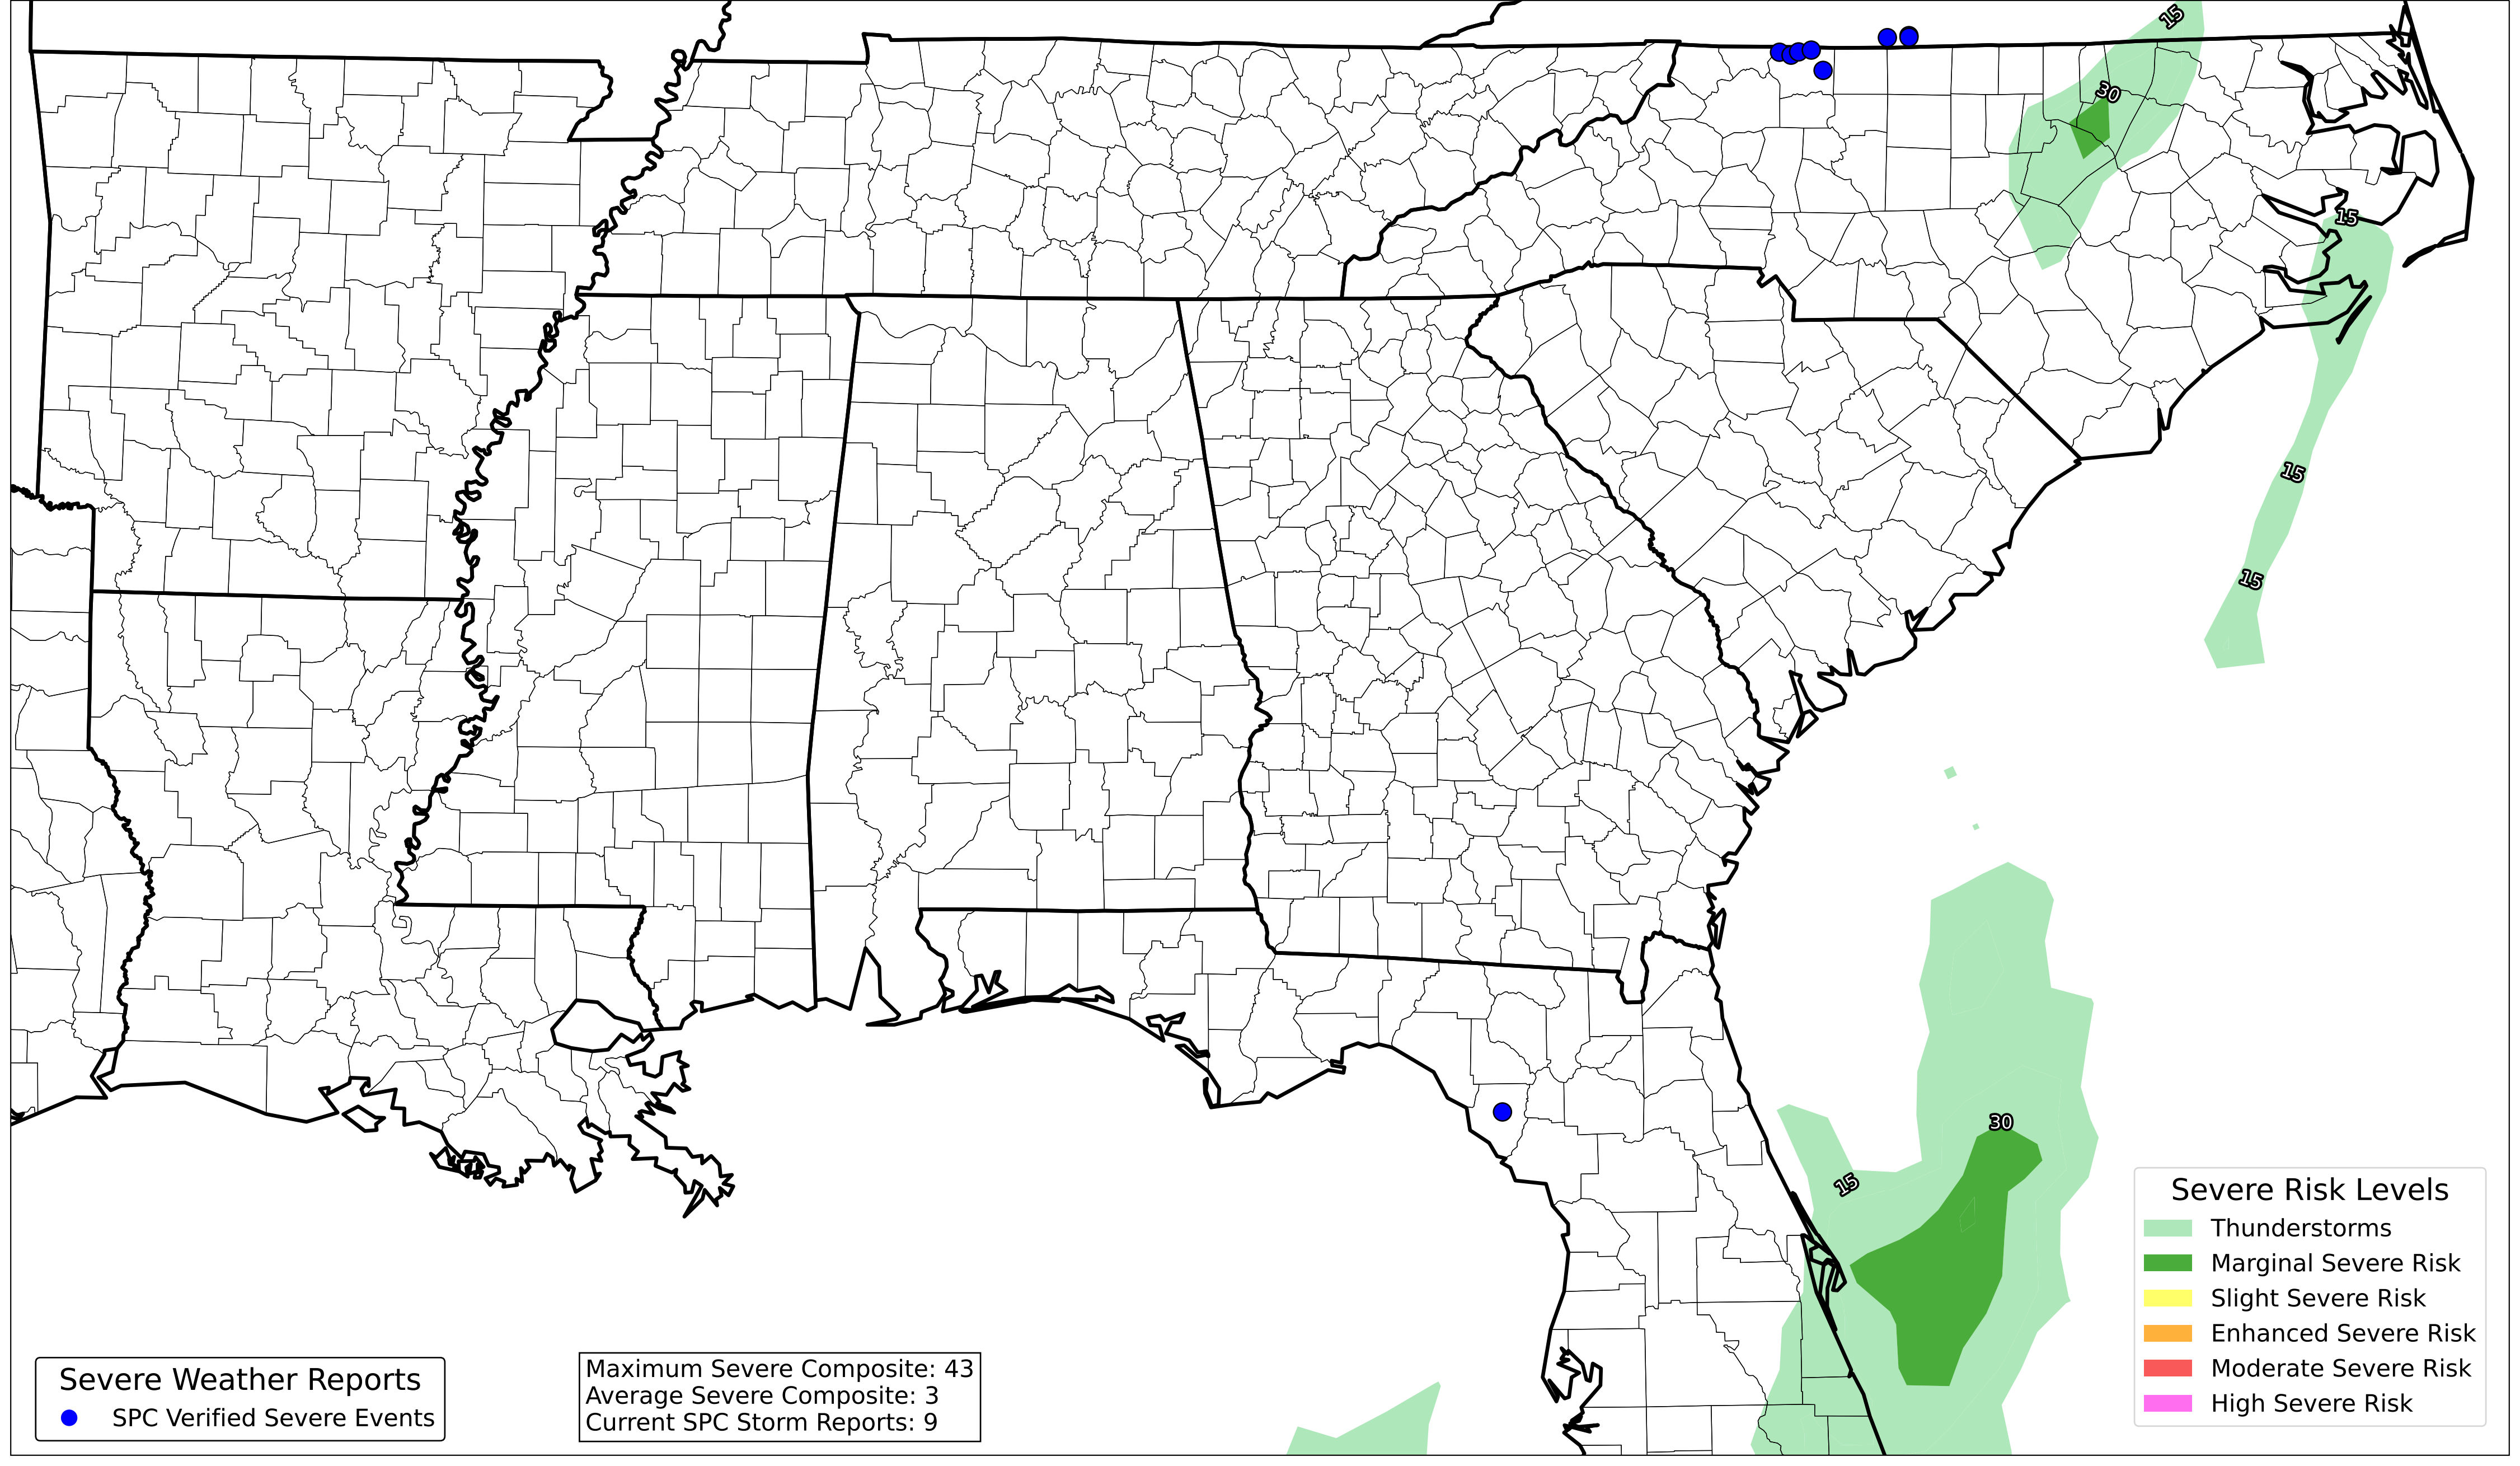 15
30
15
15
15
30
15
Severe Risk Levels
Thunderstorms
Marginal Severe Risk
Slight Severe Risk
Enhanced Severe Risk
Moderate Severe Risk
High Severe Risk
Severe Weather Reports
SPC Verified Severe Events
Maximum Severe Composite: 43
Average Severe Composite: 3
Current SPC Storm Reports: 9